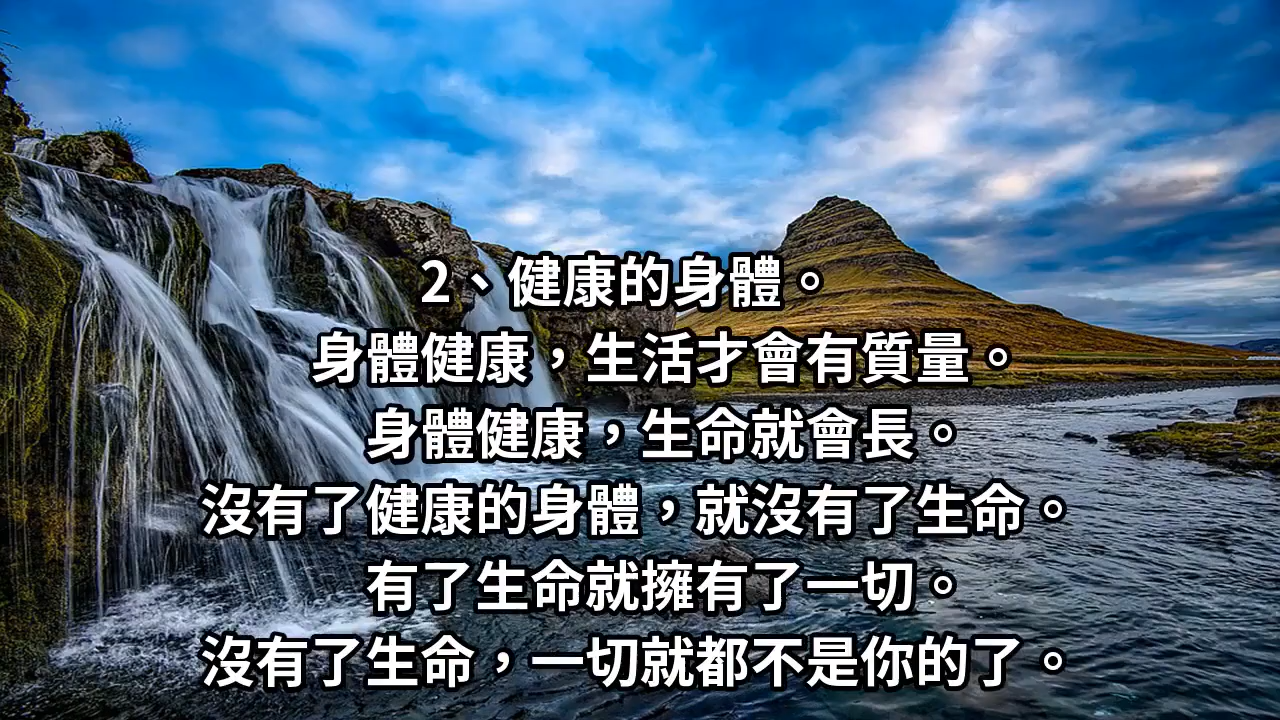 2、健康的身體。
身體健康，生活才會有質量。
身體健康，生命就會長。
沒有了健康的身體，就沒有了生命。
有了生命就擁有了一切。
沒有了生命，一切就都不是你的了。